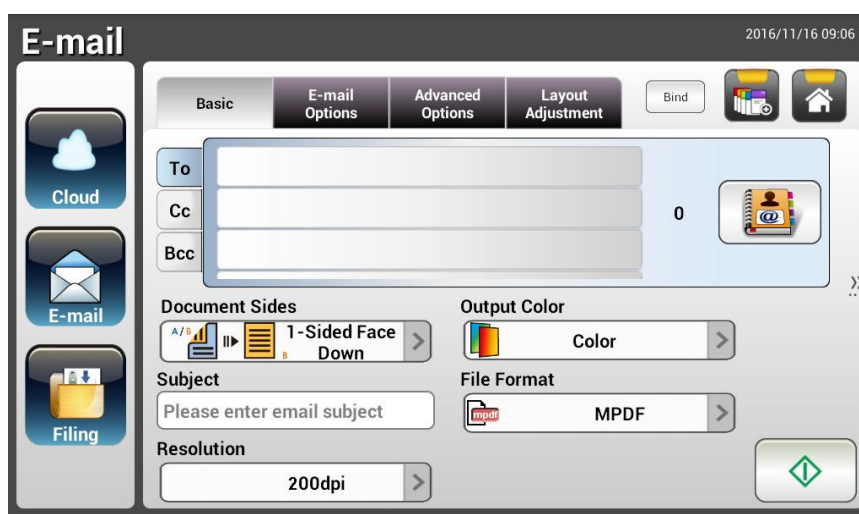 E-mail
2016/11/16 09:06
Basic
E-mail
Options
Advanced
Options
Layout
Adjustment
Bind
Cloud
E-mail
Filing
To
Cc
Bcc
0
@
Document Sides
A/B
B
1-Sided Face
Down
Output Color
Color
Subject
Please enter email subject
File Format
mpdf
MPDF
Resolution
200dpi